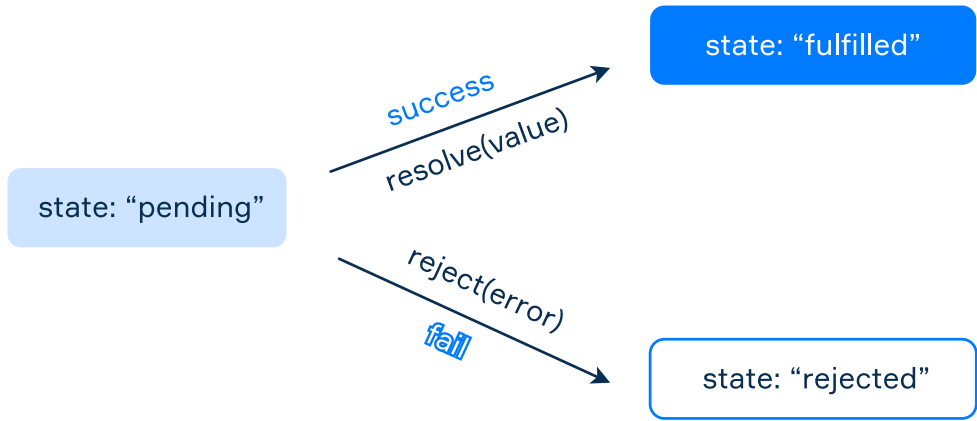 state: “fulfilled”
success
resolve(value)
state: “pending”
reject(error)
fail
state: “rejected”